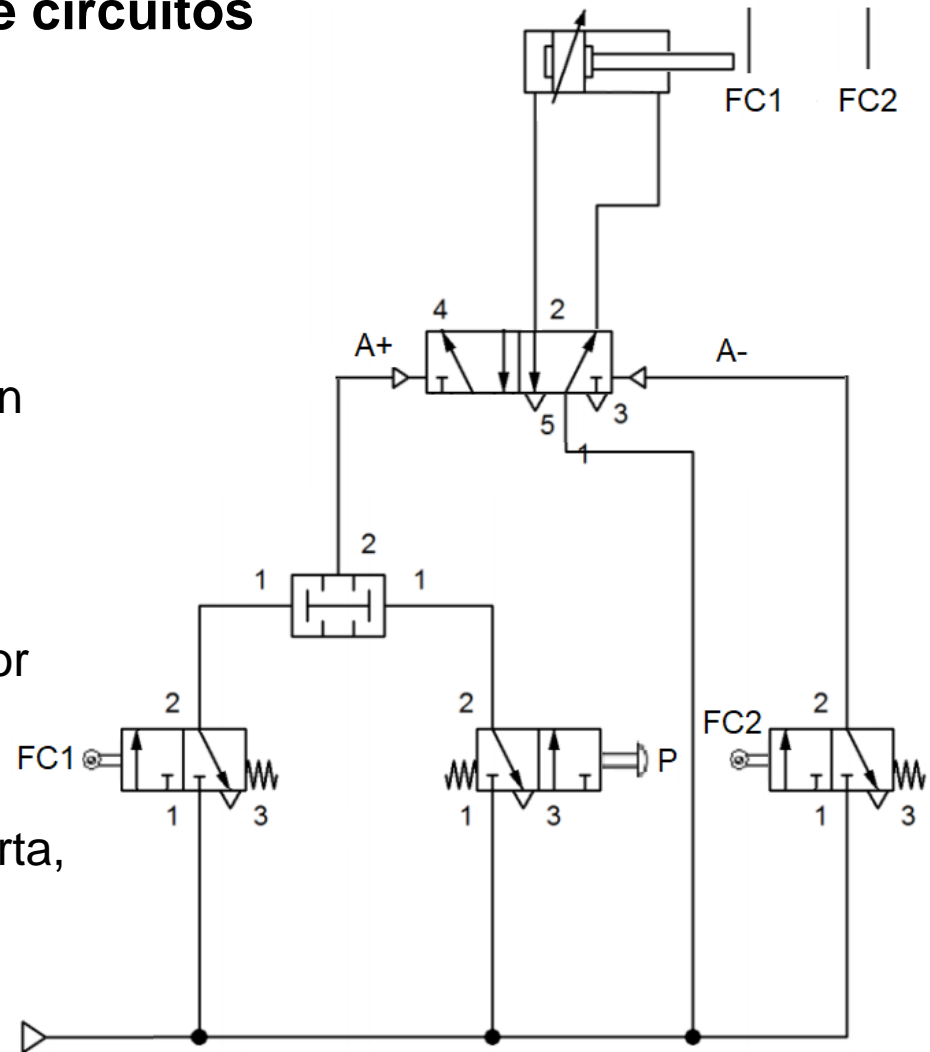 e circuitos
FC1 FC2
4 2
A+ A-
n
5 3
1
2
1 1
or
2 2 FC2 2
FC1 P
1 3 1 3 1 3
rta,